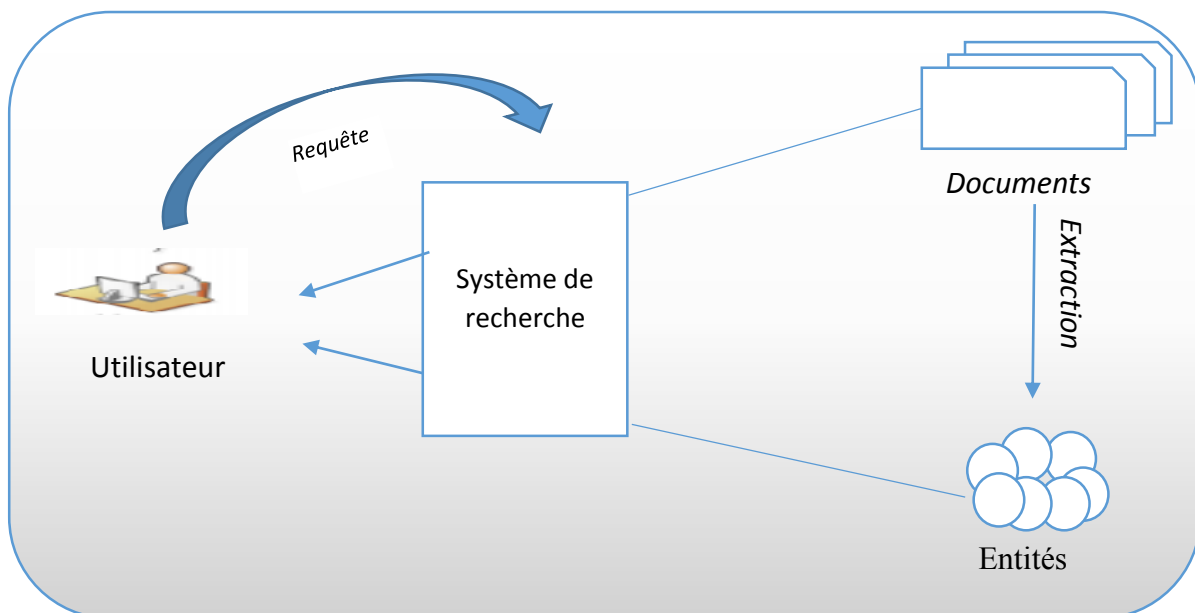 Requête
Documents
Extraction
Système de
recherche
Utilisateur
Entités